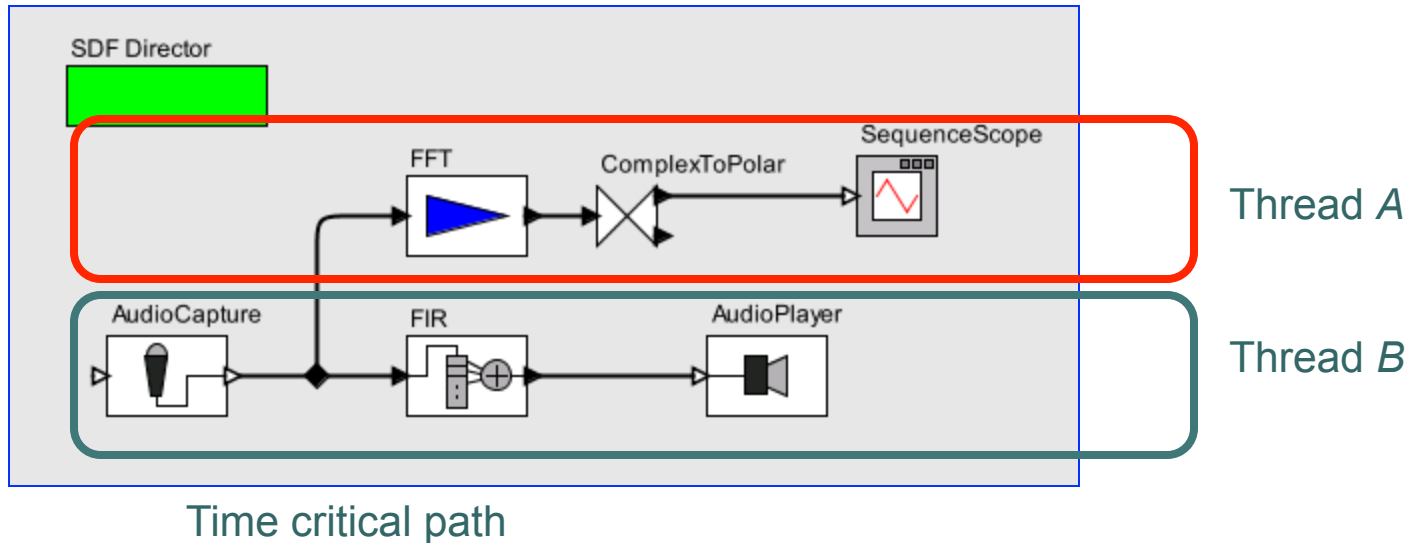 SDF Director
SequenceScope
FFT
ComplexToPolar
Thread A
AudioCapture
FIR
AudioPlayer
Thread B
Time critical path